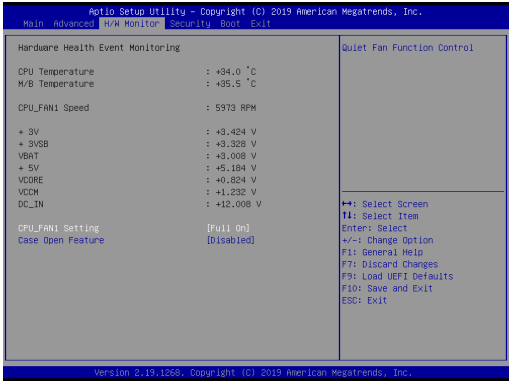 Aptio Setup Utility – Copyright (C) 2019 American Megatrends, Inc.
Main Advanced H/W Monitor Security Boot Exit
Hardware Health Event Monitoring
CPU Temperature : +34.0 °C
M/B Temperature : +35.5 °C
CPU_FAN1 Speed : 5973 RPM
+ 3V : +3.424 V
+ 3VSB : +3.328 V
VBAT : +3.008 V
+ 5V : +5.184 V
VCORE : +0.824 V
VCCM : +1.232 V
DC_IN : +12.008 V
CPU_FAN1 Setting [Full On]
Case Open Feature [Disabled]
Quiet Fan Function Control
↔: Select Screen
↑↓: Select Item
Enter: Select
+/-: Change Option
F1: General Help
F7: Discard Changes
F9: Load UEFI Defaults
F10: Save and Exit
ESC: Exit
Version 2.19.1268. Copyright (C) 2019 American Megatrends, Inc.